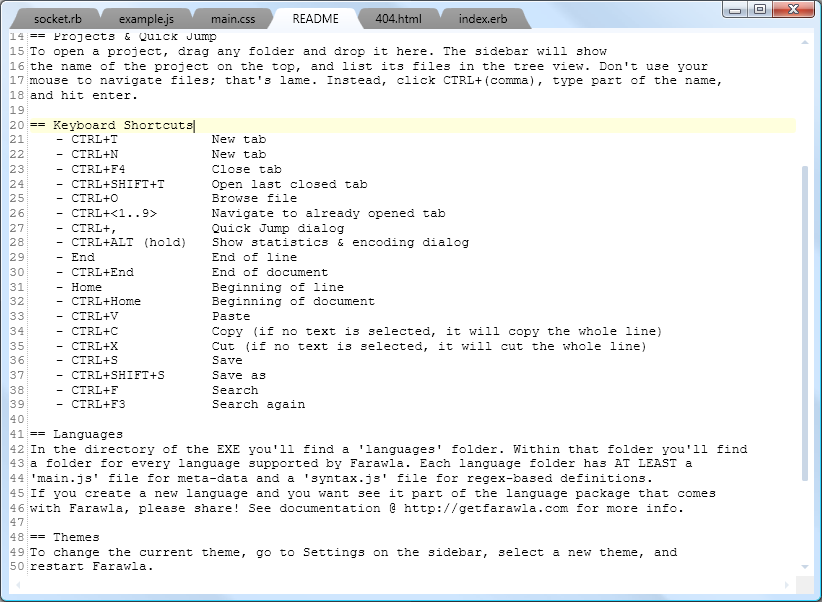 socket.rb example.js main.css README 404.html index.erb
14 == Projects & Quick Jump
15 To open a project, drag any folder and drop it here. The sidebar will show
16 the name of the project on the top, and list its files in the tree view. Don't use your
17 mouse to navigate files; that's lame. Instead, click CTRL+(comma), type part of the name,
18 and hit enter.
19
20 == Keyboard Shortcuts
21 - CTRL+T New tab
22 - CTRL+N New tab
23 - CTRL+F4 Close tab
24 - CTRL+SHIFT+T Open last closed tab
25 - CTRL+O Browse file
26 - CTRL+<1..9> Navigate to already opened tab
27 - CTRL+, Quick Jump dialog
28 - CTRL+ALT (hold) Show statistics & encoding dialog
29 - End End of line
30 - CTRL+End End of document
31 - Home Beginning of line
32 - CTRL+Home Beginning of document
33 - CTRL+V Paste
34 - CTRL+C Copy (if no text is selected, it will copy the whole line)
35 - CTRL+X Cut (if no text is selected, it will cut the whole line)
36 - CTRL+S Save
37 - CTRL+SHIFT+S Save as
38 - CTRL+F Search
39 - CTRL+F3 Search again
40
41 == Languages
42 In the directory of the EXE you'll find a 'languages' folder. Within that folder you'll find
43 a folder for every language supported by Farawla. Each language folder has AT LEAST a
44 'main.js' file for meta-data and a 'syntax.js' file for regex-based definitions.
45 If you create a new language and you want see it part of the language package that comes
46 with Farawla, please share! See documentation @ http://getfarawla.com for more info.
47
48 == Themes
49 To change the current theme, go to Settings on the sidebar, select a new theme, and
50 restart Farawla.